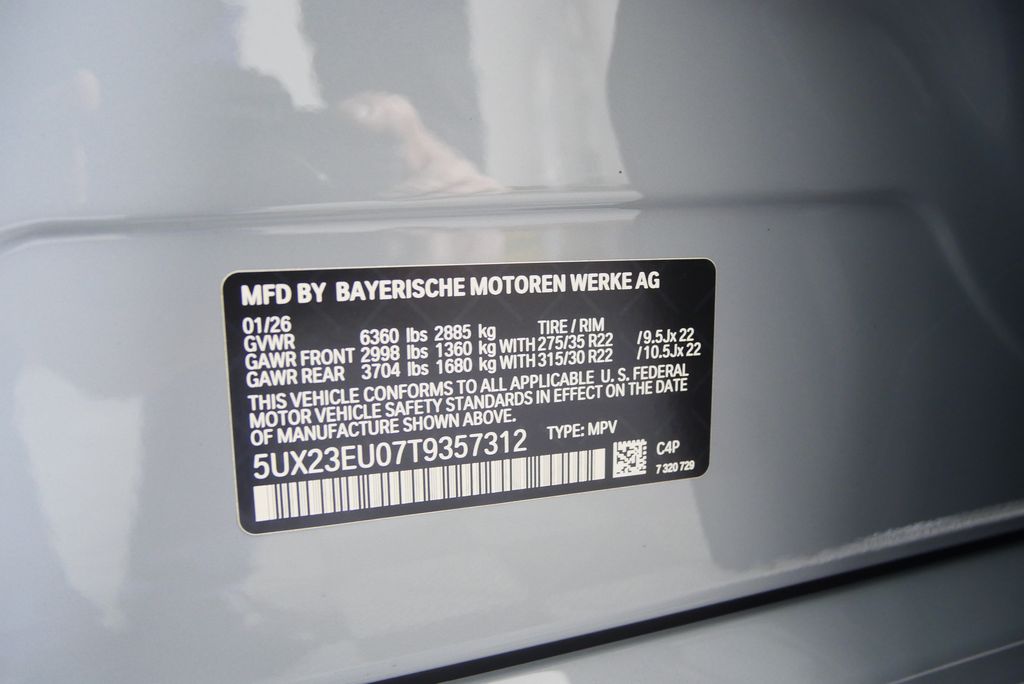 MFD BY BAYERISCHE MOTOREN WERKE AG
01/26 TIRE / RIM
GVWR 6360 lbs 2885 kg
GAWR FRONT 2998 lbs 1360 kg WITH 275/35 R22 /9.5Jx 22
GAWR REAR 3704 lbs 1680 kg WITH 315/30 R22 /10.5Jx 22
THIS VEHICLE CONFORMS TO ALL APPLICABLE U. S. FEDERAL
MOTOR VEHICLE SAFETY STANDARDS IN EFFECT ON THE DATE
OF MANUFACTURE SHOWN ABOVE.
5UX23EU07T9357312 TYPE: MPV
C4P
7 320 729